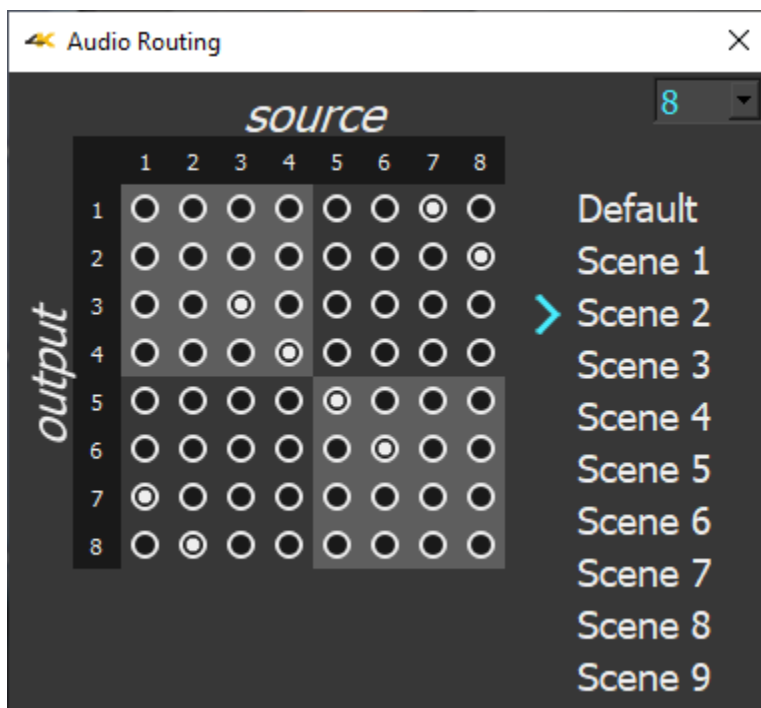 4K Audio Routing
8
source
1 2 3 4 5 6 7 8
output
1
2
3
4
5
6
7
8
Default
Scene 1
Scene 2
Scene 3
Scene 4
Scene 5
Scene 6
Scene 7
Scene 8
Scene 9